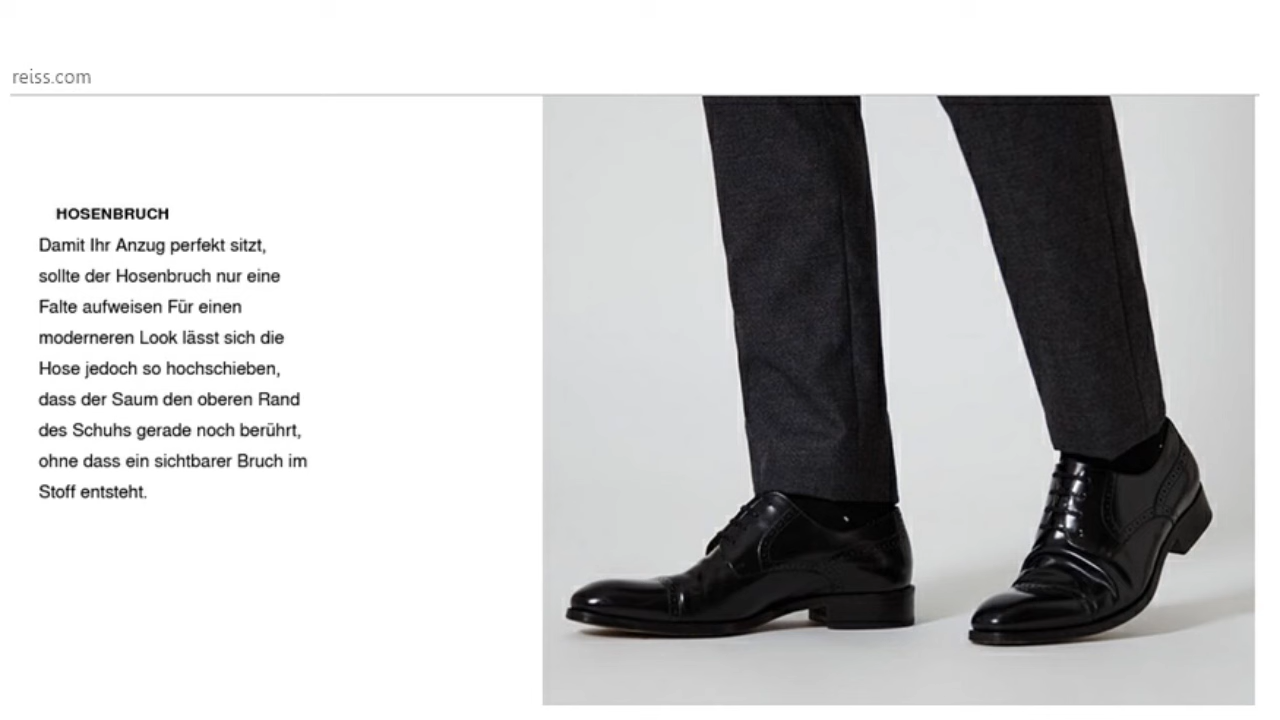 reiss.com
HOSENBRUCH
Damit Ihr Anzug perfekt sitzt,
sollte der Hosenbruch nur eine
Falte aufweisen Für einen
moderneren Look lässt sich die
Hose jedoch so hochschieben,
dass der Saum den oberen Rand
des Schuhs gerade noch berührt,
ohne dass ein sichtbarer Bruch im
Stoff entsteht.